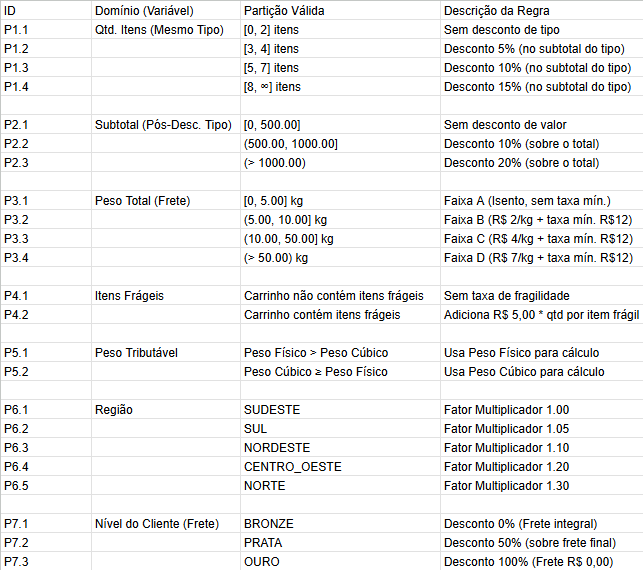 ID Domínio (Variável) Partição Válida Descrição da Regra
P1.1 Qtd. Itens (Mesmo Tipo) [0, 2] itens Sem desconto de tipo
P1.2 [3, 4] itens Desconto 5% (no subtotal do tipo)
P1.3 [5, 7] itens Desconto 10% (no subtotal do tipo)
P1.4 [8, ∞] itens Desconto 15% (no subtotal do tipo)
P2.1 Subtotal (Pós-Desc. Tipo) [0, 500.00] Sem desconto de valor
P2.2 (500.00, 1000.00] Desconto 10% (sobre o total)
P2.3 (> 1000.00) Desconto 20% (sobre o total)
P3.1 Peso Total (Frete) [0, 5.00] kg Faixa A (Isento, sem taxa mín.)
P3.2 (5.00, 10.00] kg Faixa B (R$ 2/kg + taxa mín. R$12)
P3.3 (10.00, 50.00] kg Faixa C (R$ 4/kg + taxa mín. R$12)
P3.4 (> 50.00) kg Faixa D (R$ 7/kg + taxa mín. R$12)
P4.1 Itens Frágeis Carrinho não contém itens frágeis Sem taxa de fragilidade
P4.2 Carrinho contém itens frágeis Adiciona R$ 5,00 * qtd por item frágil
P5.1 Peso Tributável Peso Físico > Peso Cúbico Usa Peso Físico para cálculo
P5.2 Peso Cúbico ≥ Peso Físico Usa Peso Cúbico para cálculo
P6.1 Região SUDESTE Fator Multiplicador 1.00
P6.2 SUL Fator Multiplicador 1.05
P6.3 NORDESTE Fator Multiplicador 1.10
P6.4 CENTRO_OESTE Fator Multiplicador 1.20
P6.5 NORTE Fator Multiplicador 1.30
P7.1 Nível do Cliente (Frete) BRONZE Desconto 0% (Frete integral)
P7.2 PRATA Desconto 50% (sobre frete final)
P7.3 OURO Desconto 100% (Frete R$ 0,00)